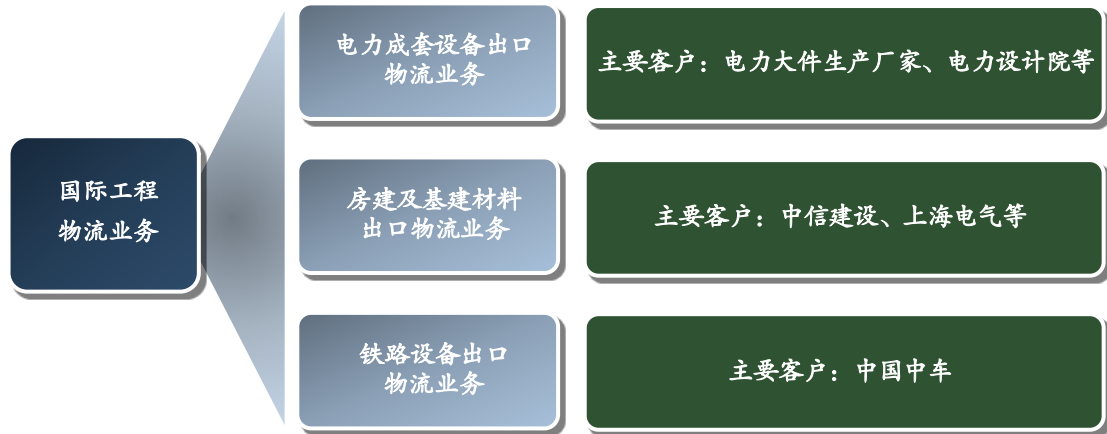 国际工程
物流业务
电力成套设备出口
物流业务
主要客户：电力大件生产厂家、电力设计院等
房建及基建材料
出口物流业务
主要客户：中信建设、上海电气等
铁路设备出口
物流业务
主要客户：中国中车